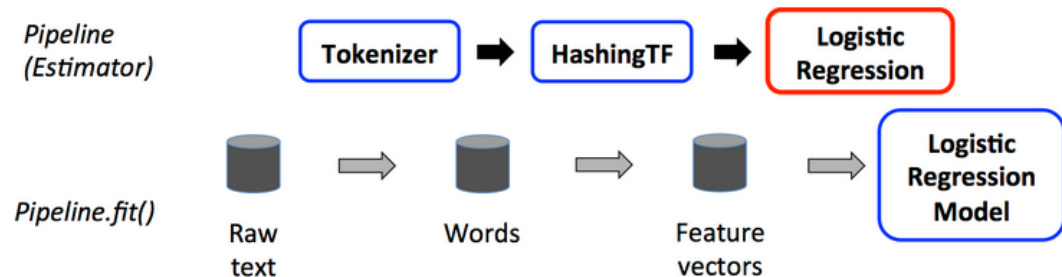 Pipeline
(Estimator)
Tokenizer
HashingTF
Logistic
Regression
Pipeline.fit()
Raw
text
Words
Feature
vectors
Logistic
Regression
Model